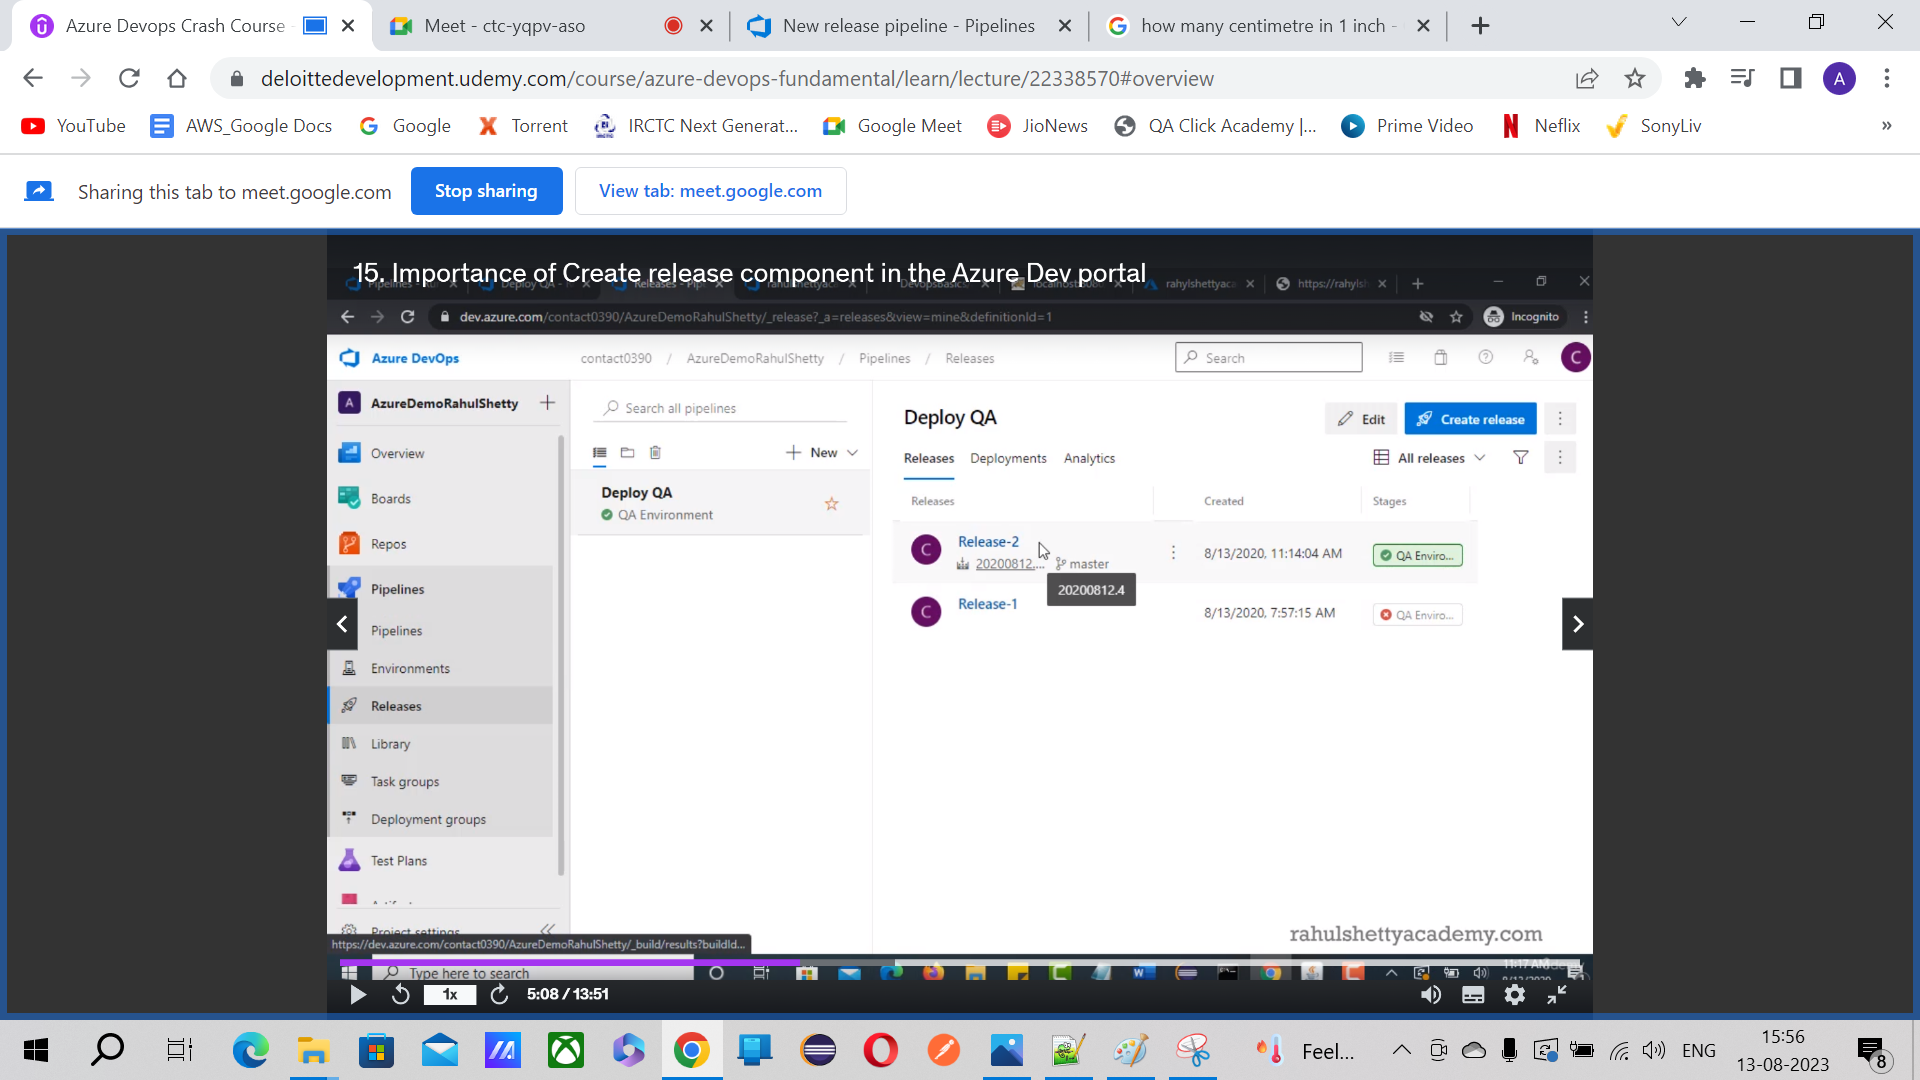 Azure Devops Crash Course
Meet - ctc-yqpv-aso
New release pipeline - Pipelines
how many centimetre in 1 inch -
deloittedevelopment.udemy.com/course/azure-devops-fundamental/learn/lecture/22338570#overview
A
YouTube
AWS_Google Docs
Google
Torrent
IRCTC Next Generat...
Google Meet
JioNews
QA Click Academy |...
Prime Video
Neflix
SonyLiv
»
Sharing this tab to meet.google.com
Stop sharing
View tab: meet.google.com
15. Importance of Create release component in the Azure Dev portal
rahylshettyac
https://rahylsh
dev.azure.com/contact0390/AzureDemoRahulShetty/_release?_a=releases&view=mine&definitionId=1
Incognito
Azure DevOps
contact0390 / AzureDemoRahulShetty / Pipelines / Releases
Search
C
A AzureDemoRahulShetty
Overview
Boards
Repos
Pipelines
Pipelines
Environments
Releases
Library
Task groups
Deployment groups
Test Plans
Project settings
Search all pipelines
New
Deploy QA
QA Environment
Deploy QA
Edit
Create release
Releases Deployments Analytics
All releases
Releases Created Stages
C Release-2
20200812.... master
8/13/2020, 11:14:04 AM
QA Enviro...
20200812.4
C Release-1
8/13/2020, 7:57:15 AM
QA Enviro...
rahulshettyacademy.com
https://dev.azure.com/contact0390/AzureDemoRahulShetty/_build/results?buildId...
Type here to search
1x
5:08 / 13:51
Feel...
ENG
15:56
13-08-2023
8